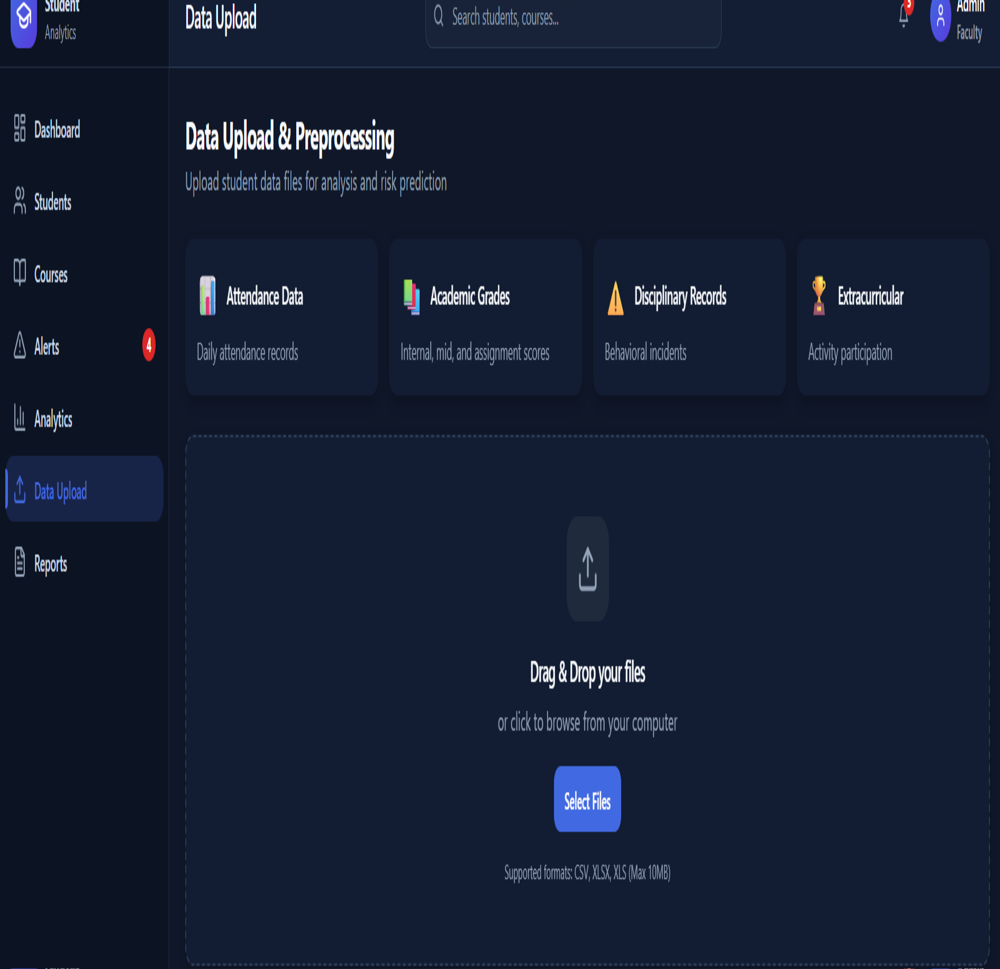 Student
Analytics
Data Upload
Search students, courses...
Admin
Faculty
Dashboard
Students
Courses
Alerts
4
Analytics
Data Upload
Reports
Data Upload & Preprocessing
Upload student data files for analysis and risk prediction
Attendance Data
Daily attendance records
Academic Grades
Internal, mid, and assignment scores
Disciplinary Records
Behavioral incidents
Extracurricular
Activity participation
Drag & Drop your files
or click to browse from your computer
Select Files
Supported formats: CSV, XLSX, XLS (Max 10MB)